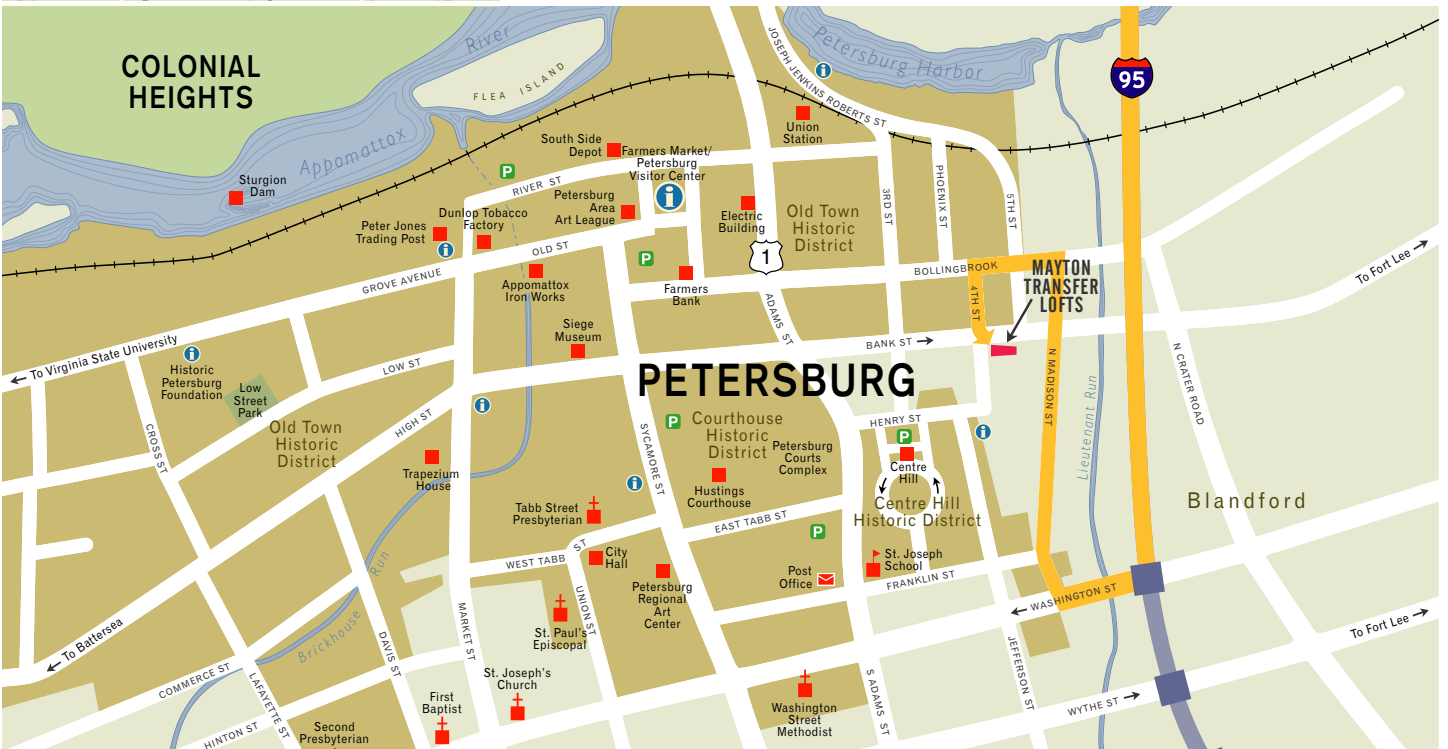 COLONIAL
HEIGHTS
River
FLEA ISLAND
Appomattox
Sturgion
Dam
Petersburg Harbor
JOSEPH JENKINS ROBERTS ST
95
Union
Station
South Side
Depot
Farmers Market/
Petersburg
Visitor Center
P
RIVER ST
Petersburg
Area
Art League
Dunlop Tobacco
Factory
Peter Jones
Trading Post
OLD ST
GROVE AVENUE
Electric
Building
Old Town
Historic
District
1
3RD ST
PHOENIX ST
5TH ST
P
Appomattox
Iron Works
Farmers
Bank
BOLLINGBROOK
4TH ST
MAYTON
TRANSFER
LOFTS
To Fort Lee
Siege
Museum
ADAMS ST
BANK ST
To Virginia State University
Historic
Petersburg
Foundation
Low
Street
Park
LOW ST
PETERSBURG
N MADISON ST
N CRATER ROAD
Lieutenant Run
HIGH ST
Old Town
Historic
District
CROSS ST
P
Courthouse
Historic
District
Petersburg
Courts
Complex
HENRY ST
P
Centre
Hill
Centre Hill
Historic District
Trapezium
House
SYCAMORE ST
Hustings
Courthouse
Blandford
Tabb Street
Presbyterian
EAST TABB ST
P
WEST TABB ST
City
Hall
St. Joseph
School
Post
Office
FRANKLIN ST
Petersburg
Regional
Art
Center
WASHINGTON ST
Brickhouse Run
MARKET ST
UNION ST
St. Paul's
Episcopal
To Battersea
To Fort Lee
DAVIS ST
JEFFERSON ST
COMMERCE ST
LAFAYETTE ST
St. Joseph's
Church
S ADAMS ST
First
Baptist
Washington
Street
Methodist
WYTHE ST
HINTON ST
Second
Presbyterian